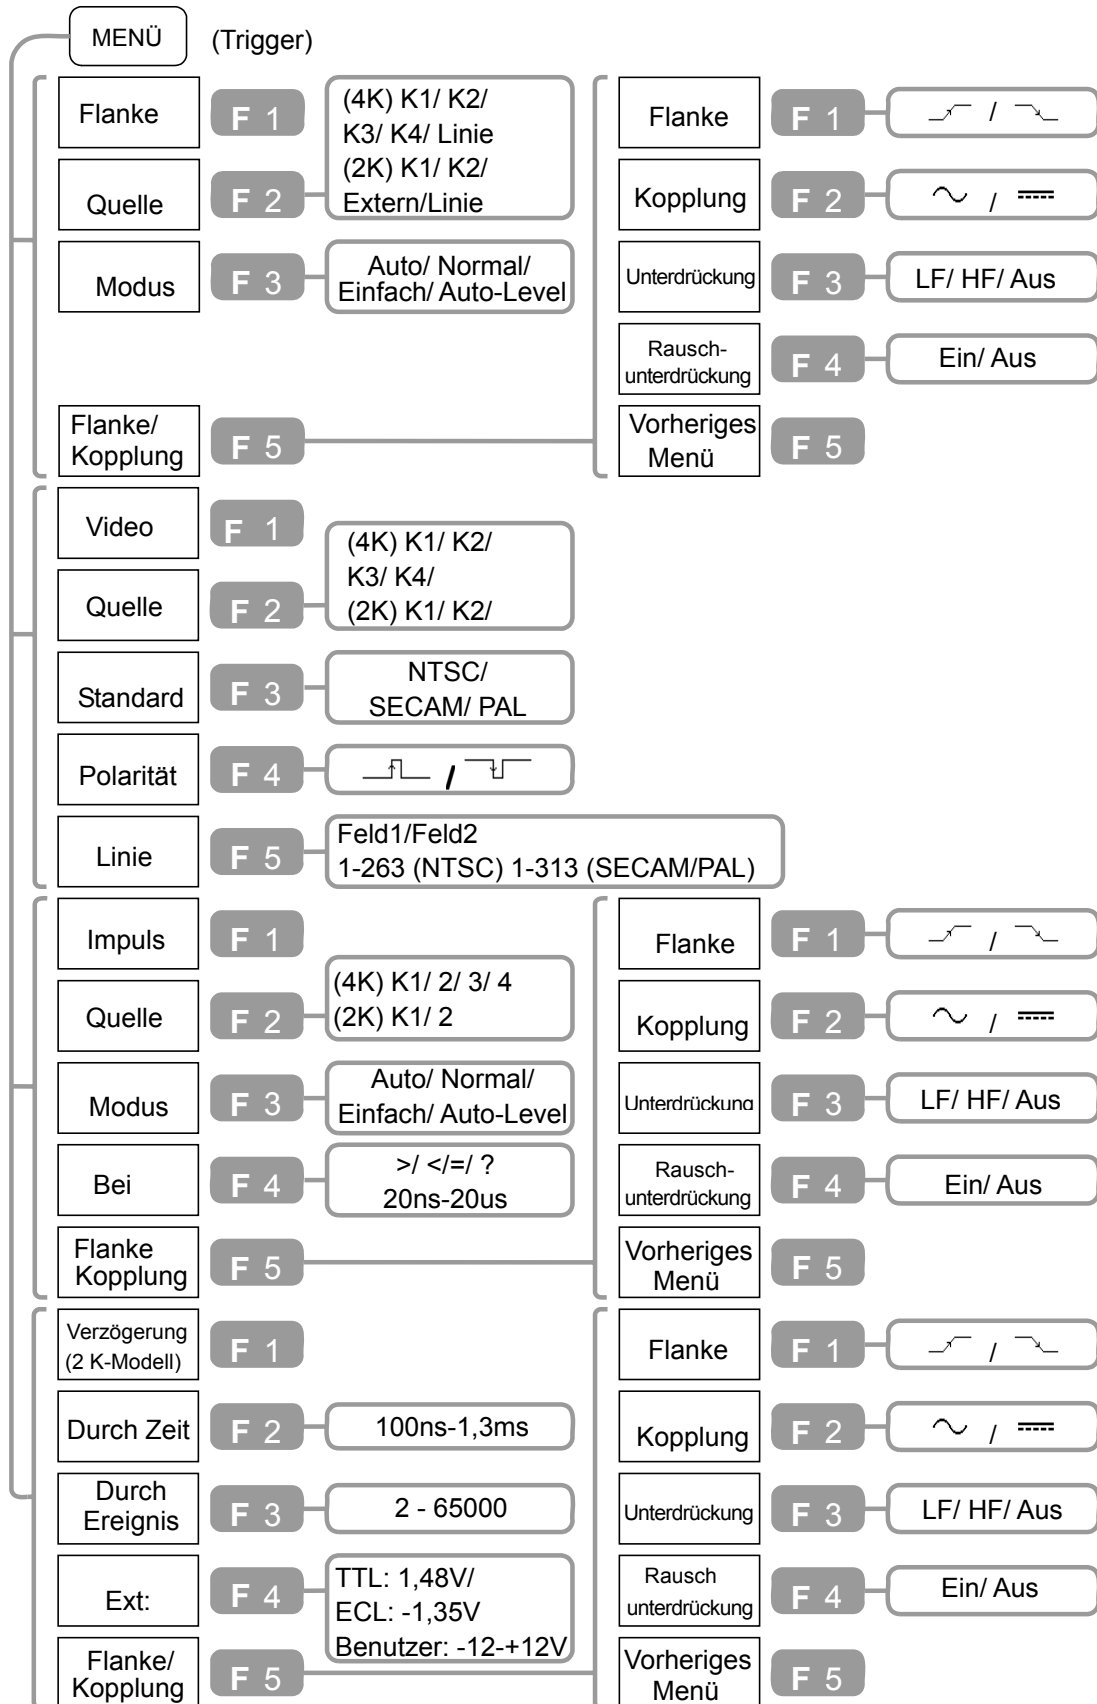 MENÜ (Trigger)
Flanke F 1
(4K) K1/ K2/
K3/ K4/ Linie
(2K) K1/ K2/
Extern/Linie
Quelle F 2
Modus F 3
Auto/ Normal/
Einfach/ Auto-Level
Flanke/
Kopplung F 5
Flanke F 1 /
Kopplung F 2 /
Unterdrückung F 3 LF/ HF/ Aus
Rausch-
unterdrückung F 4 Ein/ Aus
Vorheriges
Menü F 5
Video F 1
Quelle F 2
(4K) K1/ K2/
K3/ K4/
(2K) K1/ K2/
Standard F 3
NTSC/
SECAM/ PAL
Polarität F 4 /
Linie F 5
Feld1/Feld2
1-263 (NTSC) 1-313 (SECAM/PAL)
Impuls F 1
Quelle F 2
(4K) K1/ 2/ 3/ 4
(2K) K1/ 2
Modus F 3
Auto/ Normal/
Einfach/ Auto-Level
Bei F 4
>/ </=/ ?
20ns-20us
Flanke
Kopplung F 5
Flanke F 1 /
Kopplung F 2 /
Unterdrückung F 3 LF/ HF/ Aus
Rausch-
unterdrückung F 4 Ein/ Aus
Vorheriges
Menü F 5
Verzögerung
(2 K-Modell) F 1
Durch Zeit F 2 100ns-1,3ms
Durch
Ereignis F 3 2 - 65000
Ext: F 4
TTL: 1,48V/
ECL: -1,35V
Benutzer: -12-+12V
Flanke/
Kopplung F 5
Flanke F 1 /
Kopplung F 2 /
Unterdrückung F 3 LF/ HF/ Aus
Rausch
unterdrückung F 4 Ein/ Aus
Vorheriges
Menü F 5